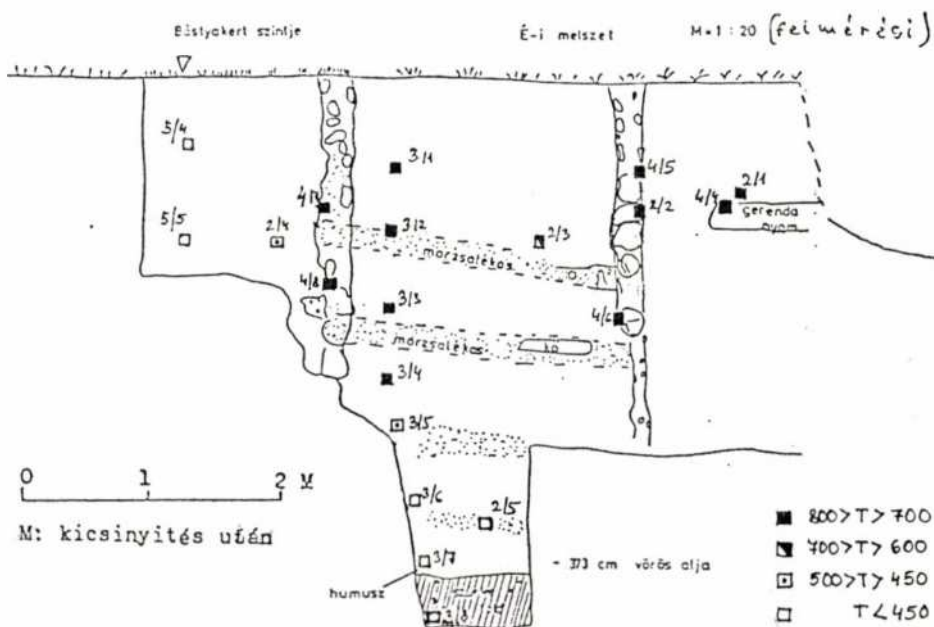 Bástyakert szintje
É-i metszet
M=1:20 (felmérési)
5/4
3/1
4/5
2/1
4/4
4/7
2/2
gerenda
nyom
5/5
2/4
3/2
2/3
morzsalékos
4/8
3/3
4/6
morzsalékos
kő
3/4
3/5
0 1 2 M
3/6
2/5
M: kicsinyítés után
3/7
humusz
- 373 cm vörös alja
800>T>700
700>T>600
500>T>450
T<450